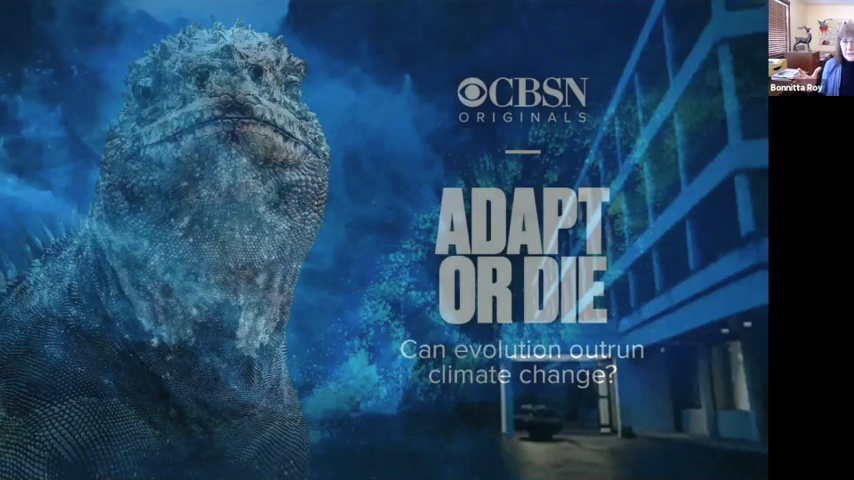 CBSN
ORIGINALS
ADAPT
OR DIE
Can evolution outrun
climate change?
Bonnitta Roy